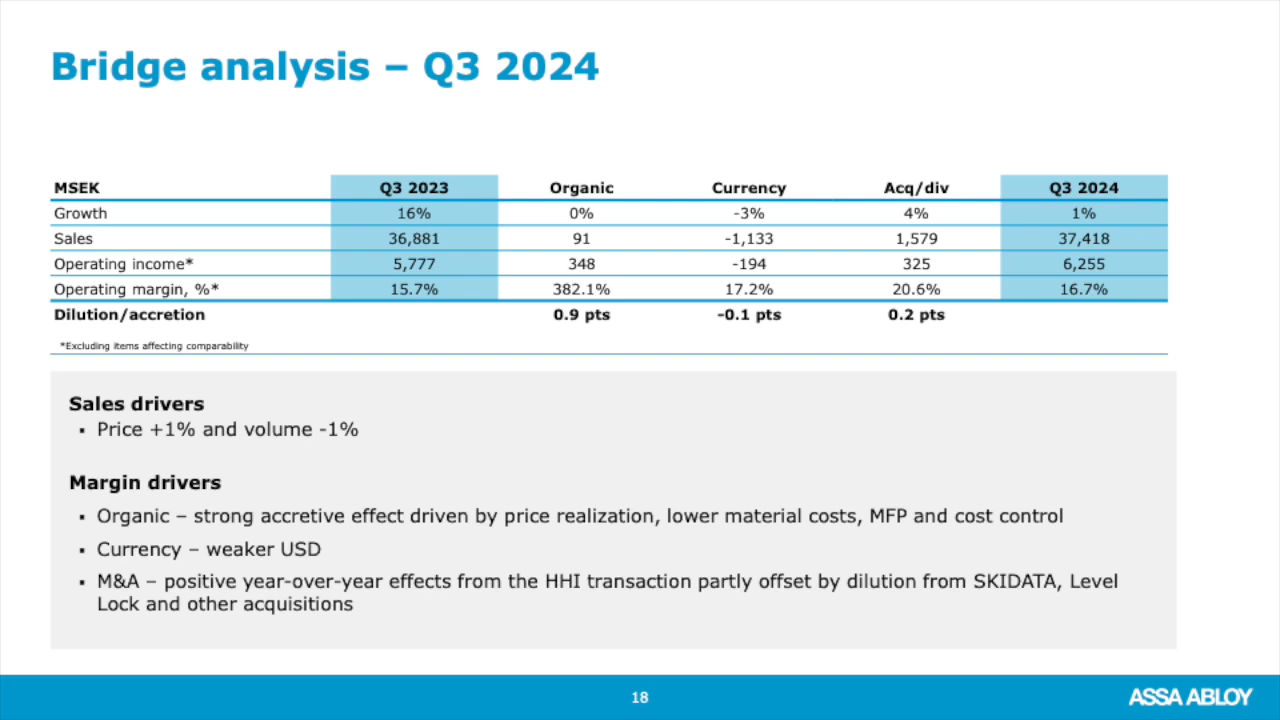 Bridge analysis – Q3 2024
MSEK Q3 2023 Organic Currency Acq/div Q3 2024
Growth 16% 0% -3% 4% 1%
Sales 36,881 91 -1,133 1,579 37,418
Operating income* 5,777 348 -194 325 6,255
Operating margin, %* 15.7% 382.1% 17.2% 20.6% 16.7%
Dilution/accretion 0.9 pts -0.1 pts 0.2 pts
*Excluding items affecting comparability
Sales drivers
▪ Price +1% and volume -1%
Margin drivers
▪ Organic – strong accretive effect driven by price realization, lower material costs, MFP and cost control
▪ Currency – weaker USD
▪ M&A – positive year-over-year effects from the HHI transaction partly offset by dilution from SKIDATA, Level
Lock and other acquisitions
18
ASSA ABLOY